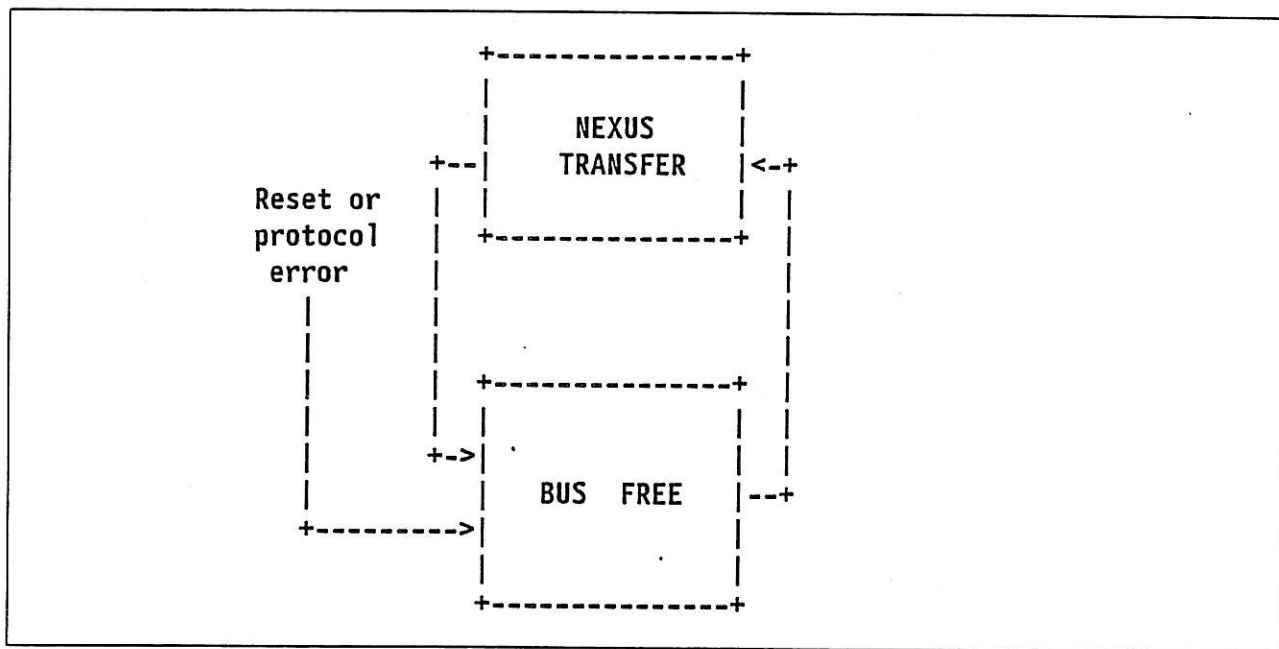 NEXUS
TRANSFER
Reset or
protocol
error
BUS FREE